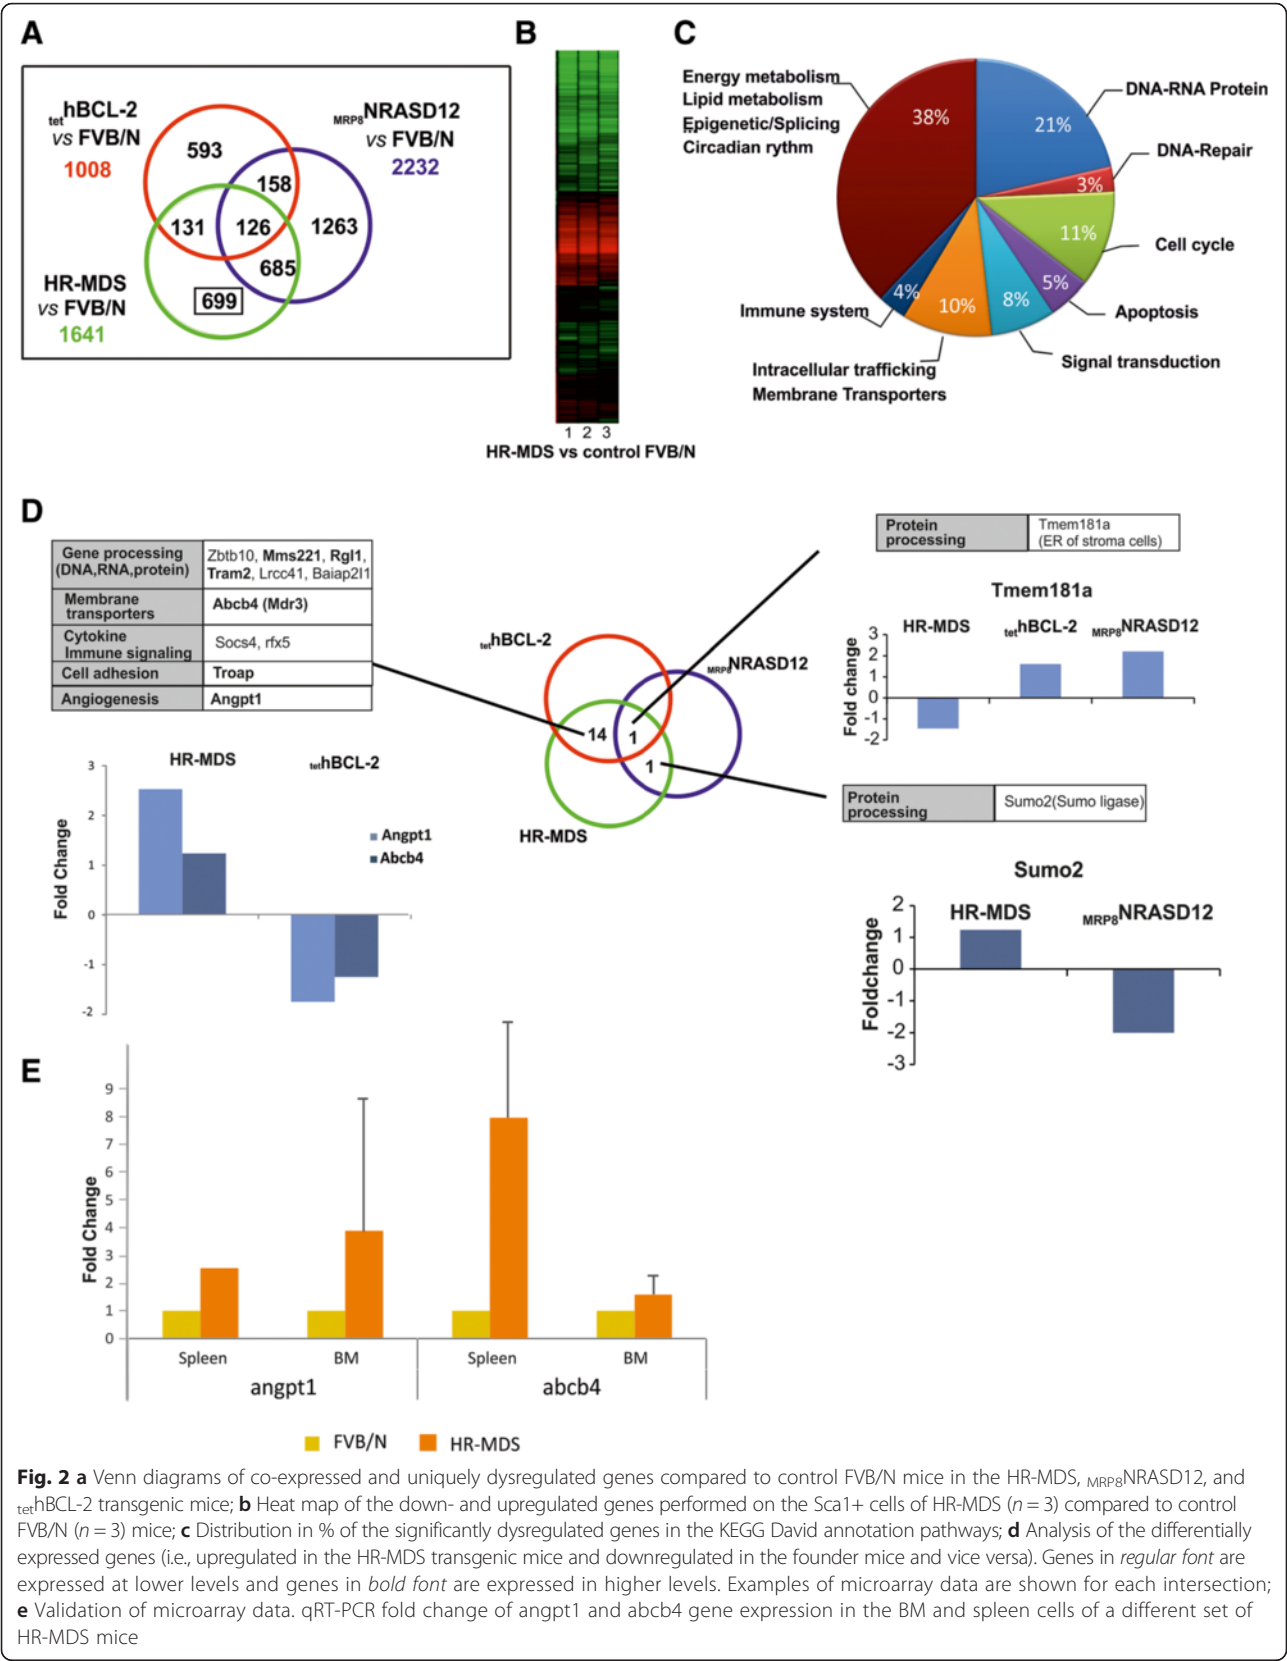 A
tethBCL-2
vs FVB/N
1008
MRP8NRASD12
vs FVB/N
2232
593
158
131
126
1263
685
699
HR-MDS
vs FVB/N
1641
B
1 2 3
HR-MDS vs control FVB/N
C
Energy metabolism
Lipid metabolism
Epigenetic/Splicing
Circadian rythm
38%
21%
DNA-RNA Protein
3%
DNA-Repair
11%
Cell cycle
5%
Apoptosis
8%
Signal transduction
10%
Intracellular trafficking
Membrane Transporters
4%
Immune system
D
Gene processing
(DNA,RNA,protein)
Zbtb10, Mms221, Rgl1,
Tram2, Lrcc41, Baiap2l1
Membrane
transporters
Abcb4 (Mdr3)
Cytokine
Immune signaling
Socs4, rfx5
Cell adhesion
Troap
Angiogenesis
Angpt1
tethBCL-2
MRP8NRASD12
14
1
1
HR-MDS
Protein
processing
Tmem181a
(ER of stroma cells)
Tmem181a
HR-MDS
tethBCL-2
MRP8NRASD12
Fold change
3
2
1
0
-1
-2
Protein
processing
Sumo2(Sumo ligase)
Sumo2
HR-MDS
MRP8NRASD12
Foldchange
2
1
0
-1
-2
-3
HR-MDS
tethBCL-2
Angpt1
Abcb4
Fold Change
3
2
1
0
-1
-2
E
Fold Change
9
8
7
6
5
4
3
2
1
0
Spleen
BM
Spleen
BM
angpt1
abcb4
FVB/N
HR-MDS
Fig. 2 a Venn diagrams of co-expressed and uniquely dysregulated genes compared to control FVB/N mice in the HR-MDS, MRP8NRASD12, and
tethBCL-2 transgenic mice; b Heat map of the down- and upregulated genes performed on the Sca1+ cells of HR-MDS (n = 3) compared to control
FVB/N (n = 3) mice; c Distribution in % of the significantly dysregulated genes in the KEGG David annotation pathways; d Analysis of the differentially
expressed genes (i.e., upregulated in the HR-MDS transgenic mice and downregulated in the founder mice and vice versa). Genes in regular font are
expressed at lower levels and genes in bold font are expressed in higher levels. Examples of microarray data are shown for each intersection;
e Validation of microarray data. qRT-PCR fold change of angpt1 and abcb4 gene expression in the BM and spleen cells of a different set of
HR-MDS mice